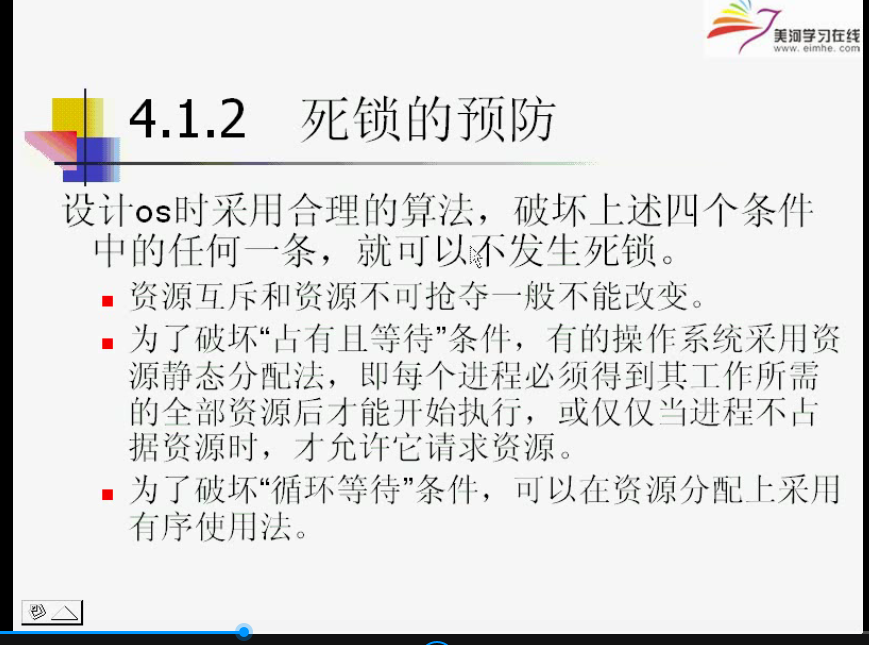 美河学习在线
www.eimhe.com
4.1.2 死锁的预防
设计os时采用合理的算法，破坏上述四个条件
中的任何一条，就可以不发生死锁。
资源互斥和资源不可抢夺一般不能改变。
为了破坏“占有且等待”条件，有的操作系统采用资
源静态分配法，即每个进程必须得到其工作所需
的全部资源后才能开始执行，或仅仅当进程不占
据资源时，才允许它请求资源。
为了破坏“循环等待”条件，可以在资源分配上采用
有序使用法。